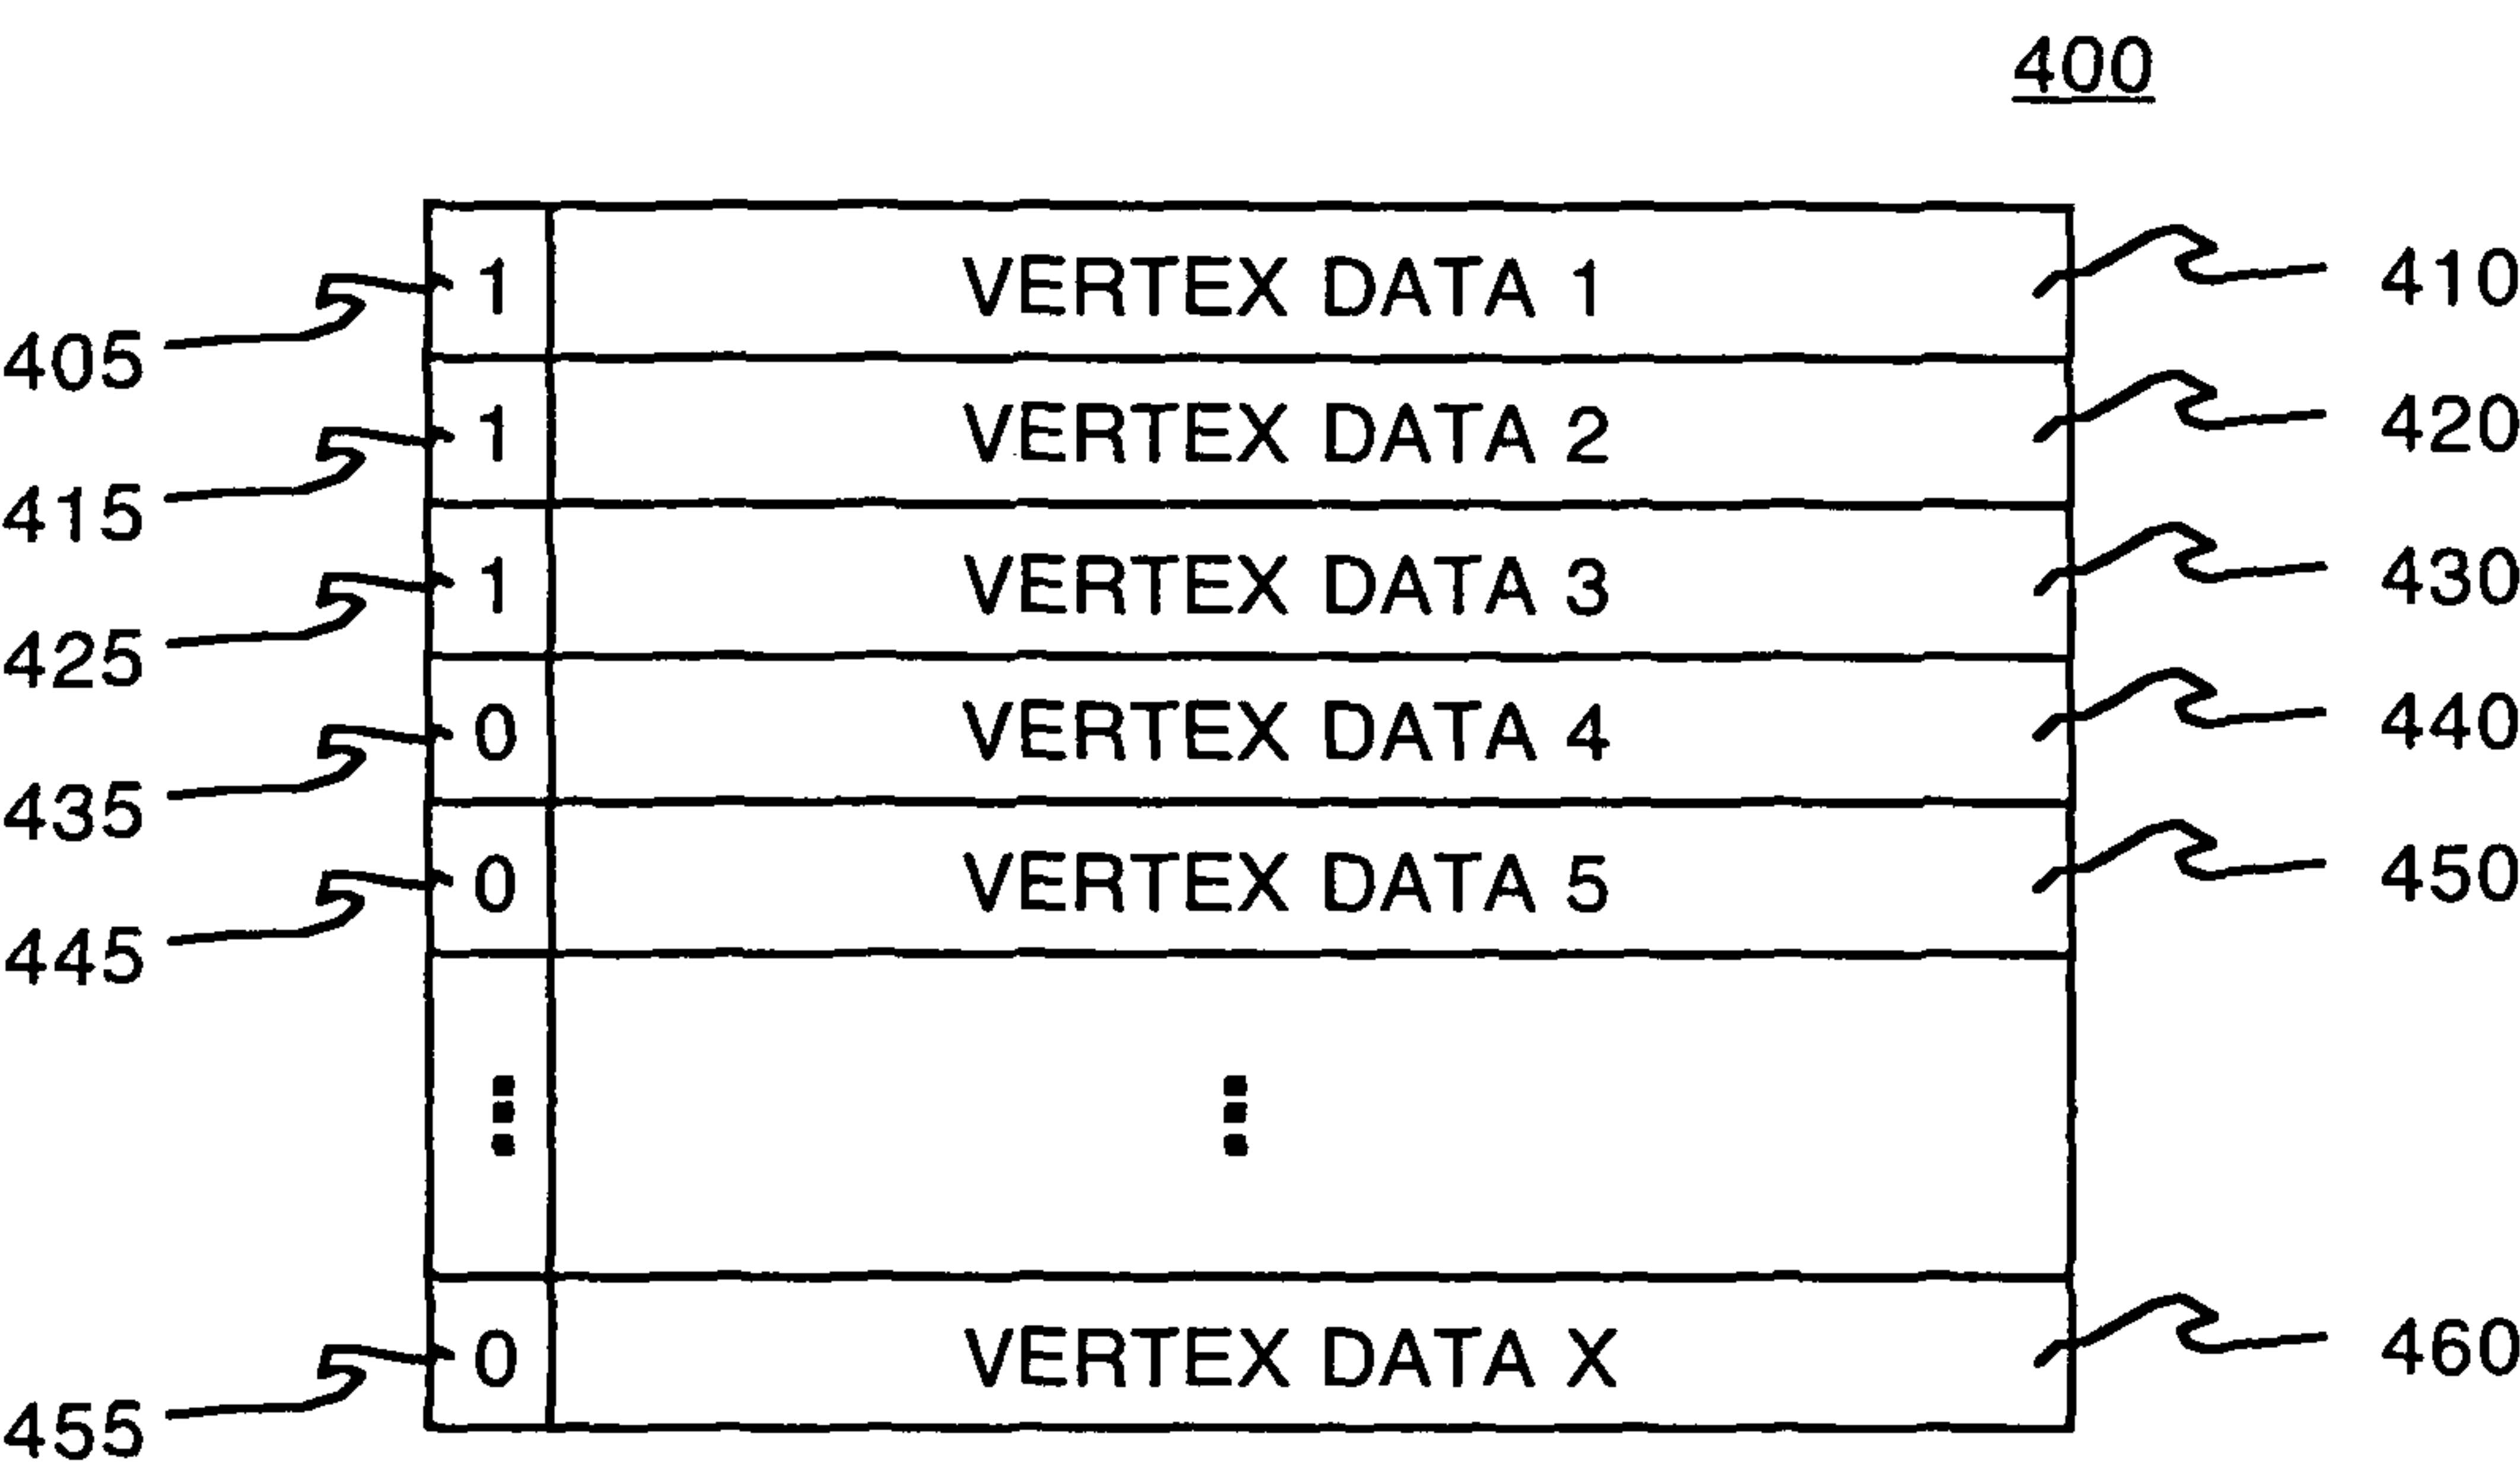 400
1 VERTEX DATA 1 410
405
1 VERTEX DATA 2 420
415
1 VERTEX DATA 3 430
425
0 VERTEX DATA 4 440
435
0 VERTEX DATA 5 450
445
0 VERTEX DATA X 460
455